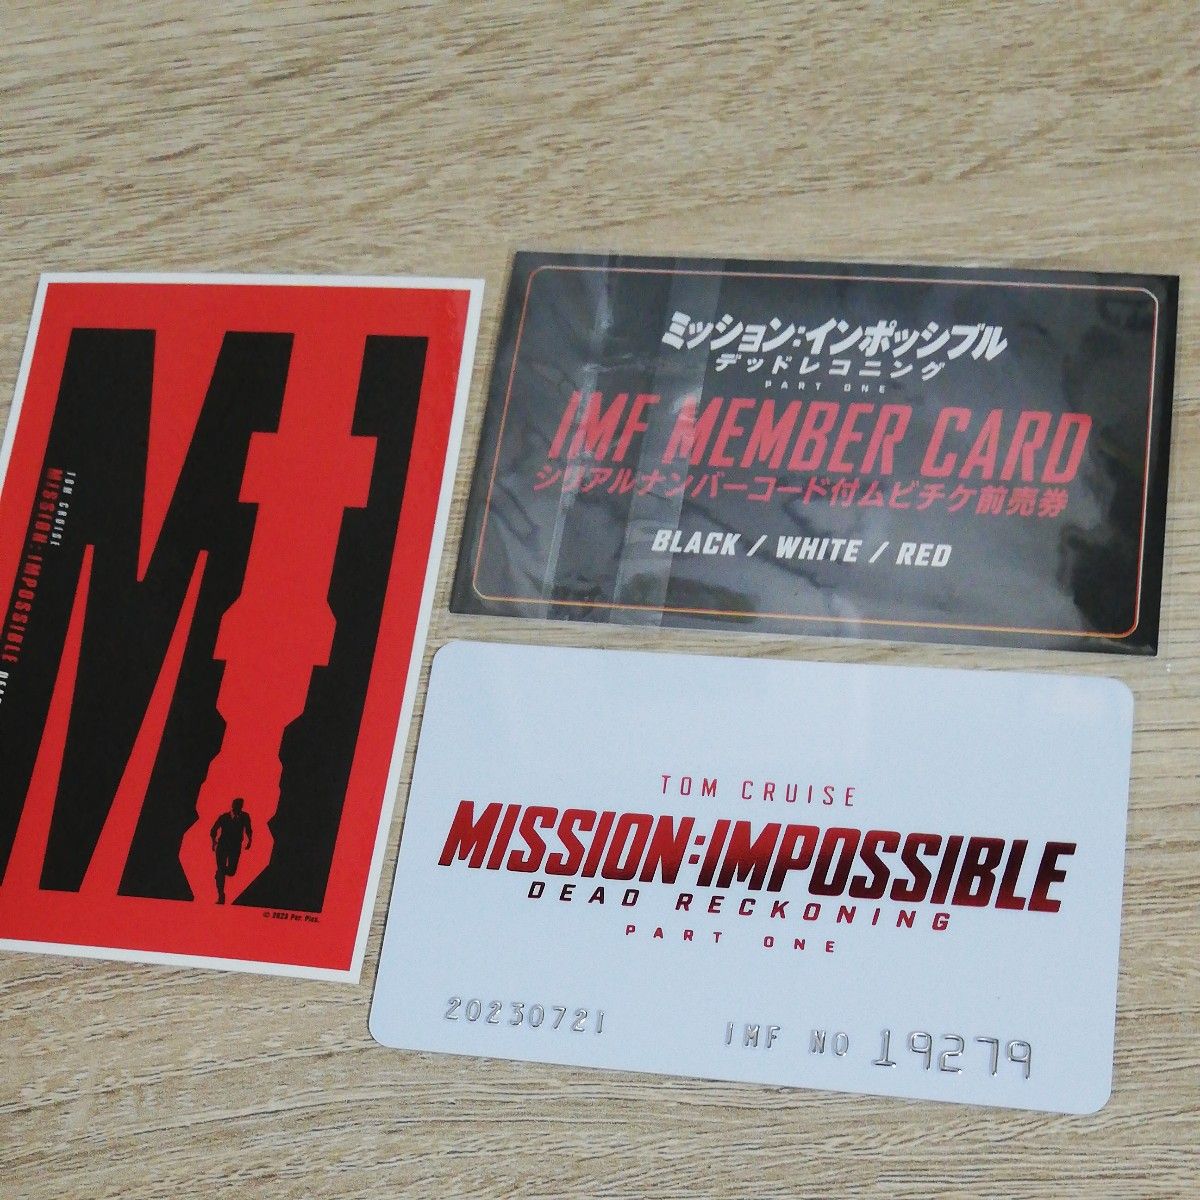 MI
TOM CRUISE
MISSION:IMPOSSIBLE
© 2023 Par. Pics.
ミッション:インポッシブル
デッドレコニング
PART ONE
IMF MEMBER CARD
シリアルナンバーコード付ムビチケ前売券
BLACK / WHITE / RED
TOM CRUISE
MISSION:IMPOSSIBLE
DEAD RECKONING
PART ONE
20230721 IMF NO 19279